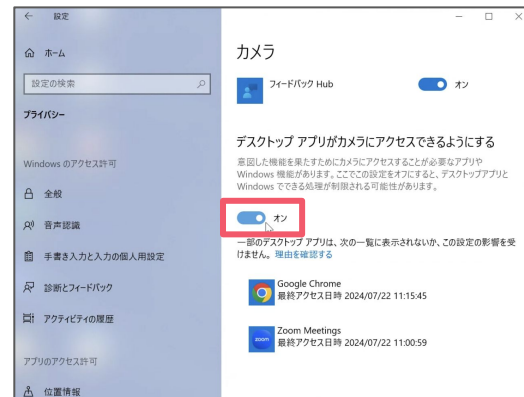 設定
ホーム
設定の検索
プライバシー
Windows のアクセス許可
全般
音声認識
手書き入力と入力の個人用設定
診断とフィードバック
アクティビティの履歴
アプリのアクセス許可
位置情報
カメラ
フィードバック Hub
オン
デスクトップ アプリがカメラにアクセスできるようにする
意図した機能を果たすためにカメラにアクセスすることが必要なアプリや
Windows 機能があります。ここでこの設定をオフにすると、デスクトップアプリと
Windows でできる処理が制限される可能性があります。
オン
一部のデスクトップ アプリは、次の一覧に表示されないか、この設定の影響を受
けません。 理由を確認する
Google Chrome
最終アクセス日時 2024/07/22 11:15:45
zoom
Zoom Meetings
最終アクセス日時 2024/07/22 11:00:59